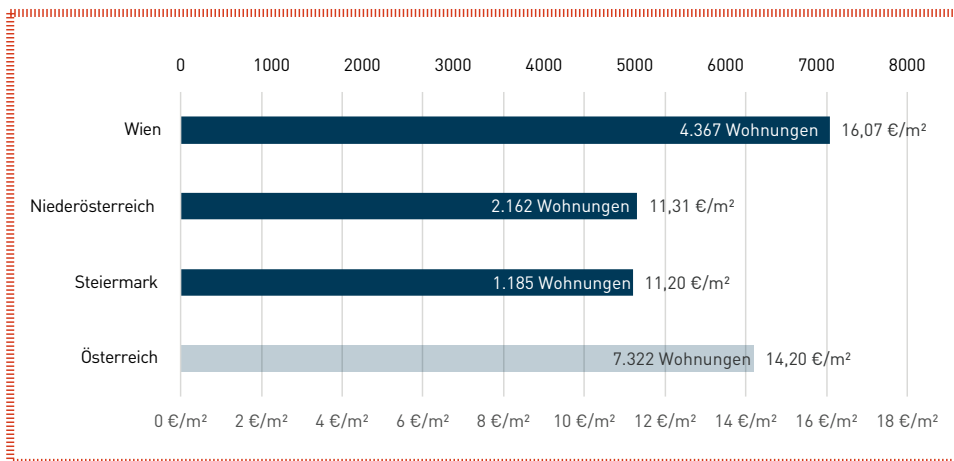 0 1000 2000 3000 4000 5000 6000 7000 8000
Wien 4.367 Wohnungen 16,07 €/m²
Niederösterreich 2.162 Wohnungen 11,31 €/m²
Steiermark 1.185 Wohnungen 11,20 €/m²
Österreich 7.322 Wohnungen 14,20 €/m²
0 €/m² 2 €/m² 4 €/m² 6 €/m² 8 €/m² 10 €/m² 12 €/m² 14 €/m² 16 €/m² 18 €/m²